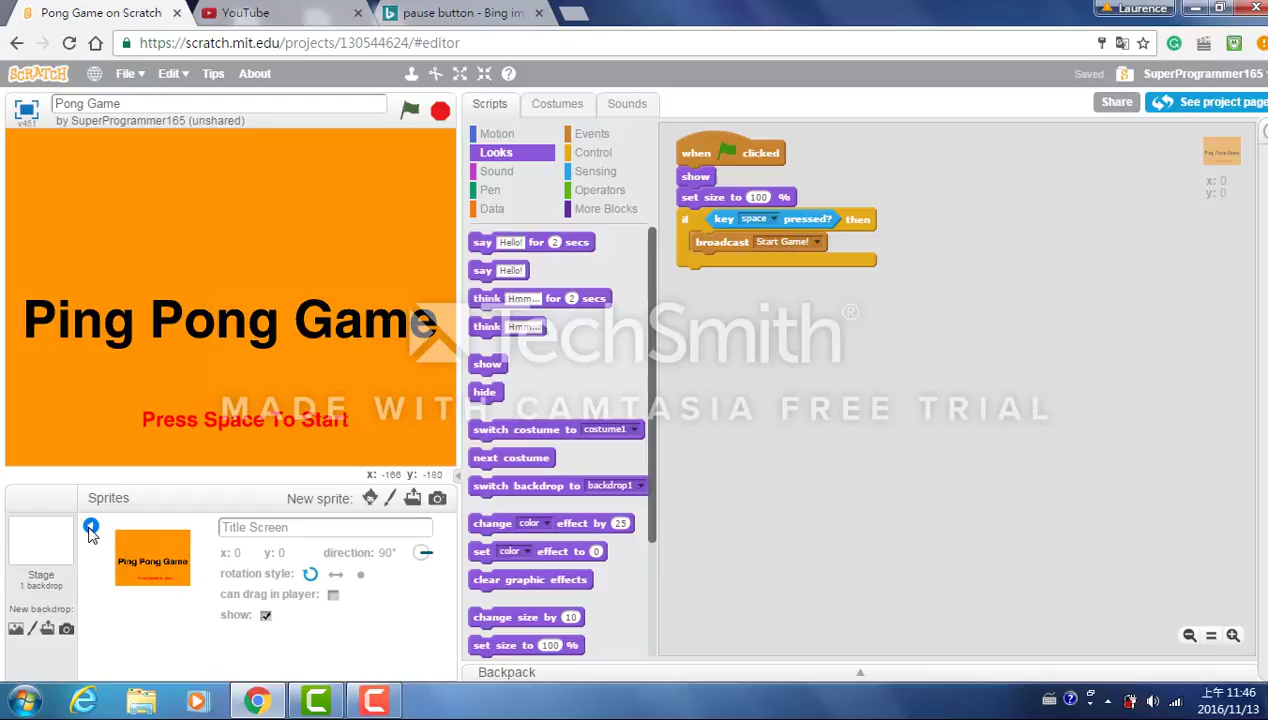 Pong Game on Scratch
YouTube
pause button - Bing im
Laurence
https://scratch.mit.edu/projects/130544624/#editor
SCRATCH
File
Edit
Tips
About
Saved
SuperProgrammer165
v451
Pong Game
by SuperProgrammer165 (unshared)
Scripts
Costumes
Sounds
Share
See project page
Motion
Events
Looks
Control
Sound
Sensing
Pen
Operators
Data
More Blocks
when clicked
show
set size to 100 %
if key space pressed? then
broadcast Start Game!
Ping Pong Game
x: 0
y: 0
say Hello! for 2 secs
say Hello!
think Hmm... for 2 secs
think Hmm...
show
hide
switch costume to costume1
next costume
switch backdrop to backdrop1
change color effect by 25
set color effect to 0
clear graphic effects
change size by 10
set size to 100 %
Ping Pong Game
Press Space To Start
TechSmith®
MADE WITH CAMTASIA FREE TRIAL
x: -166 y: -180
Sprites
New sprite:
Title Screen
Ping Pong Game
x: 0 y: 0 direction: 90°
rotation style:
can drag in player:
show:
Stage
1 backdrop
New backdrop:
Backpack
上午 11:46
2016/11/13